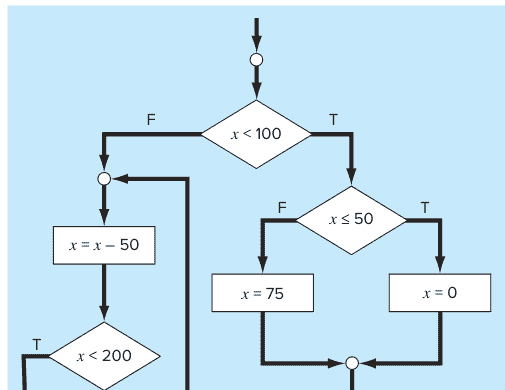 F
T
x < 100
F
T
x ≤ 50
x = x – 50
x = 75
x = 0
T
x < 200